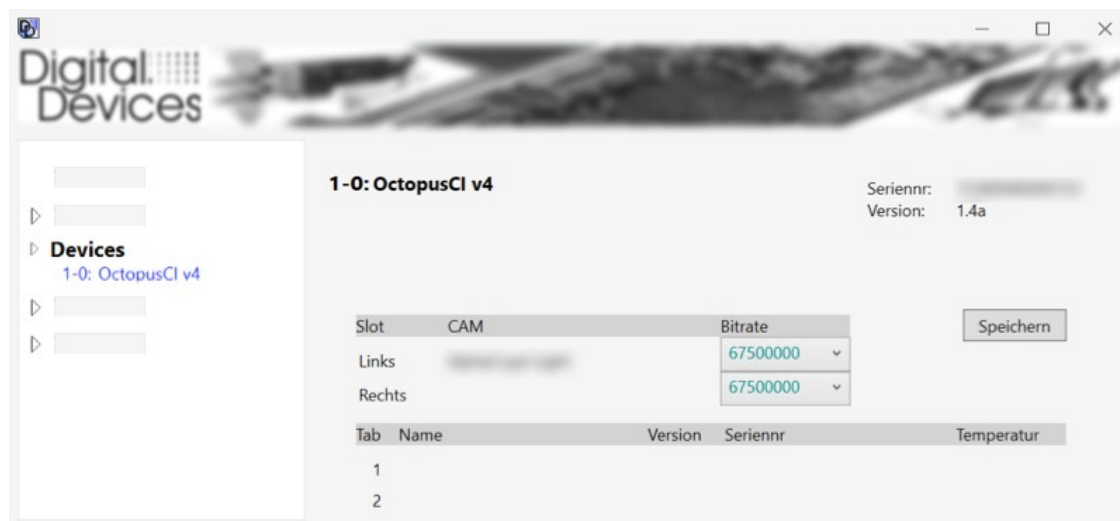 Digital
Devices
1-0: OctopusCI v4
Seriennr:
Version: 1.4a
Devices
1-0: OctopusCI v4
Slot CAM Bitrate
Speichern
Links 67500000
Rechts 67500000
Tab Name Version Seriennr Temperatur
1
2